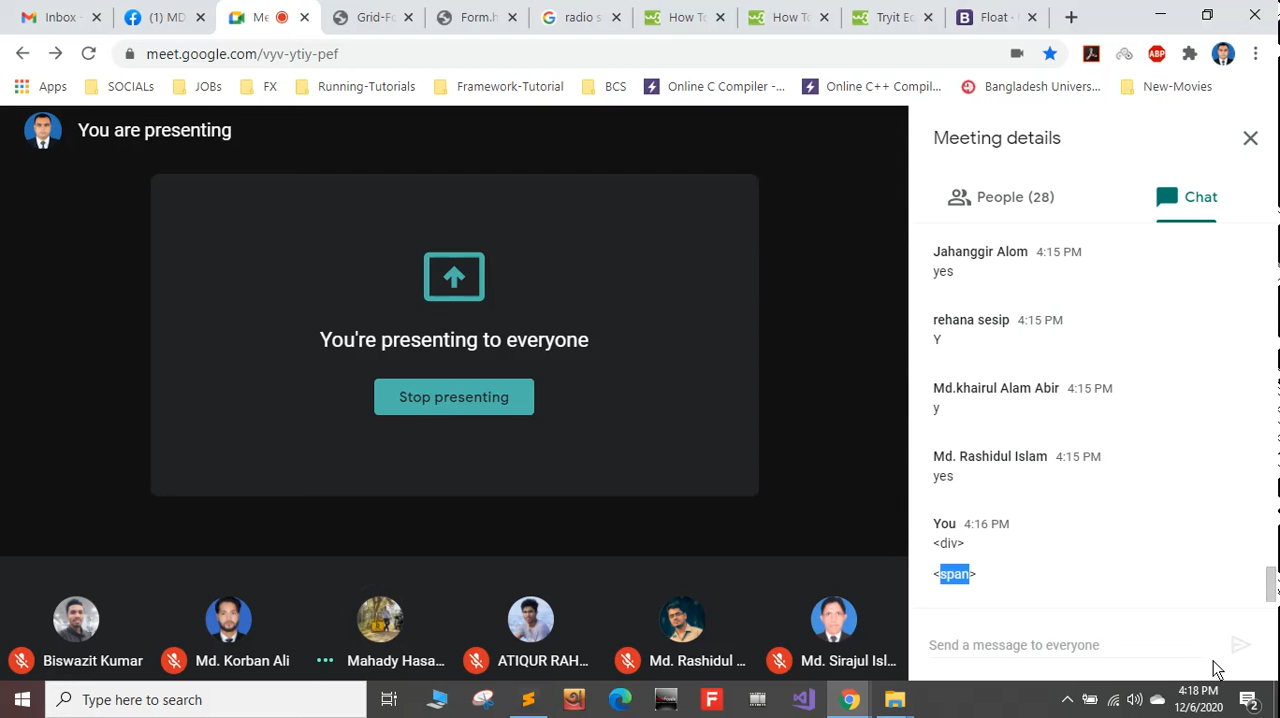 Inbox -
MD
Me
Grid-Fo
Form.h
radio s
How T
How To
Tryit Ec
Float -
meet.google.com/vyv-ytiy-pef
ABP
Apps
SOCIALs
JOBs
FX
Running-Tutorials
Framework-Tutorial
BCS
Online C Compiler -...
Online C++ Compil...
Bangladesh Univers...
New-Movies
You are presenting
You're presenting to everyone
Stop presenting
Meeting details
People (28)
Chat
Jahanggir Alom 4:15 PM
yes
rehana sesip 4:15 PM
Y
Md.khairul Alam Abir 4:15 PM
y
Md. Rashidul Islam 4:15 PM
yes
You 4:16 PM
<div>
<span>
Send a message to everyone
Biswazit Kumar
Md. Korban Ali
Mahady Hasa...
ATIQUR RAH...
Md. Rashidul ...
Md. Sirajul Isl...
Type here to search
4:18 PM
12/6/2020
2